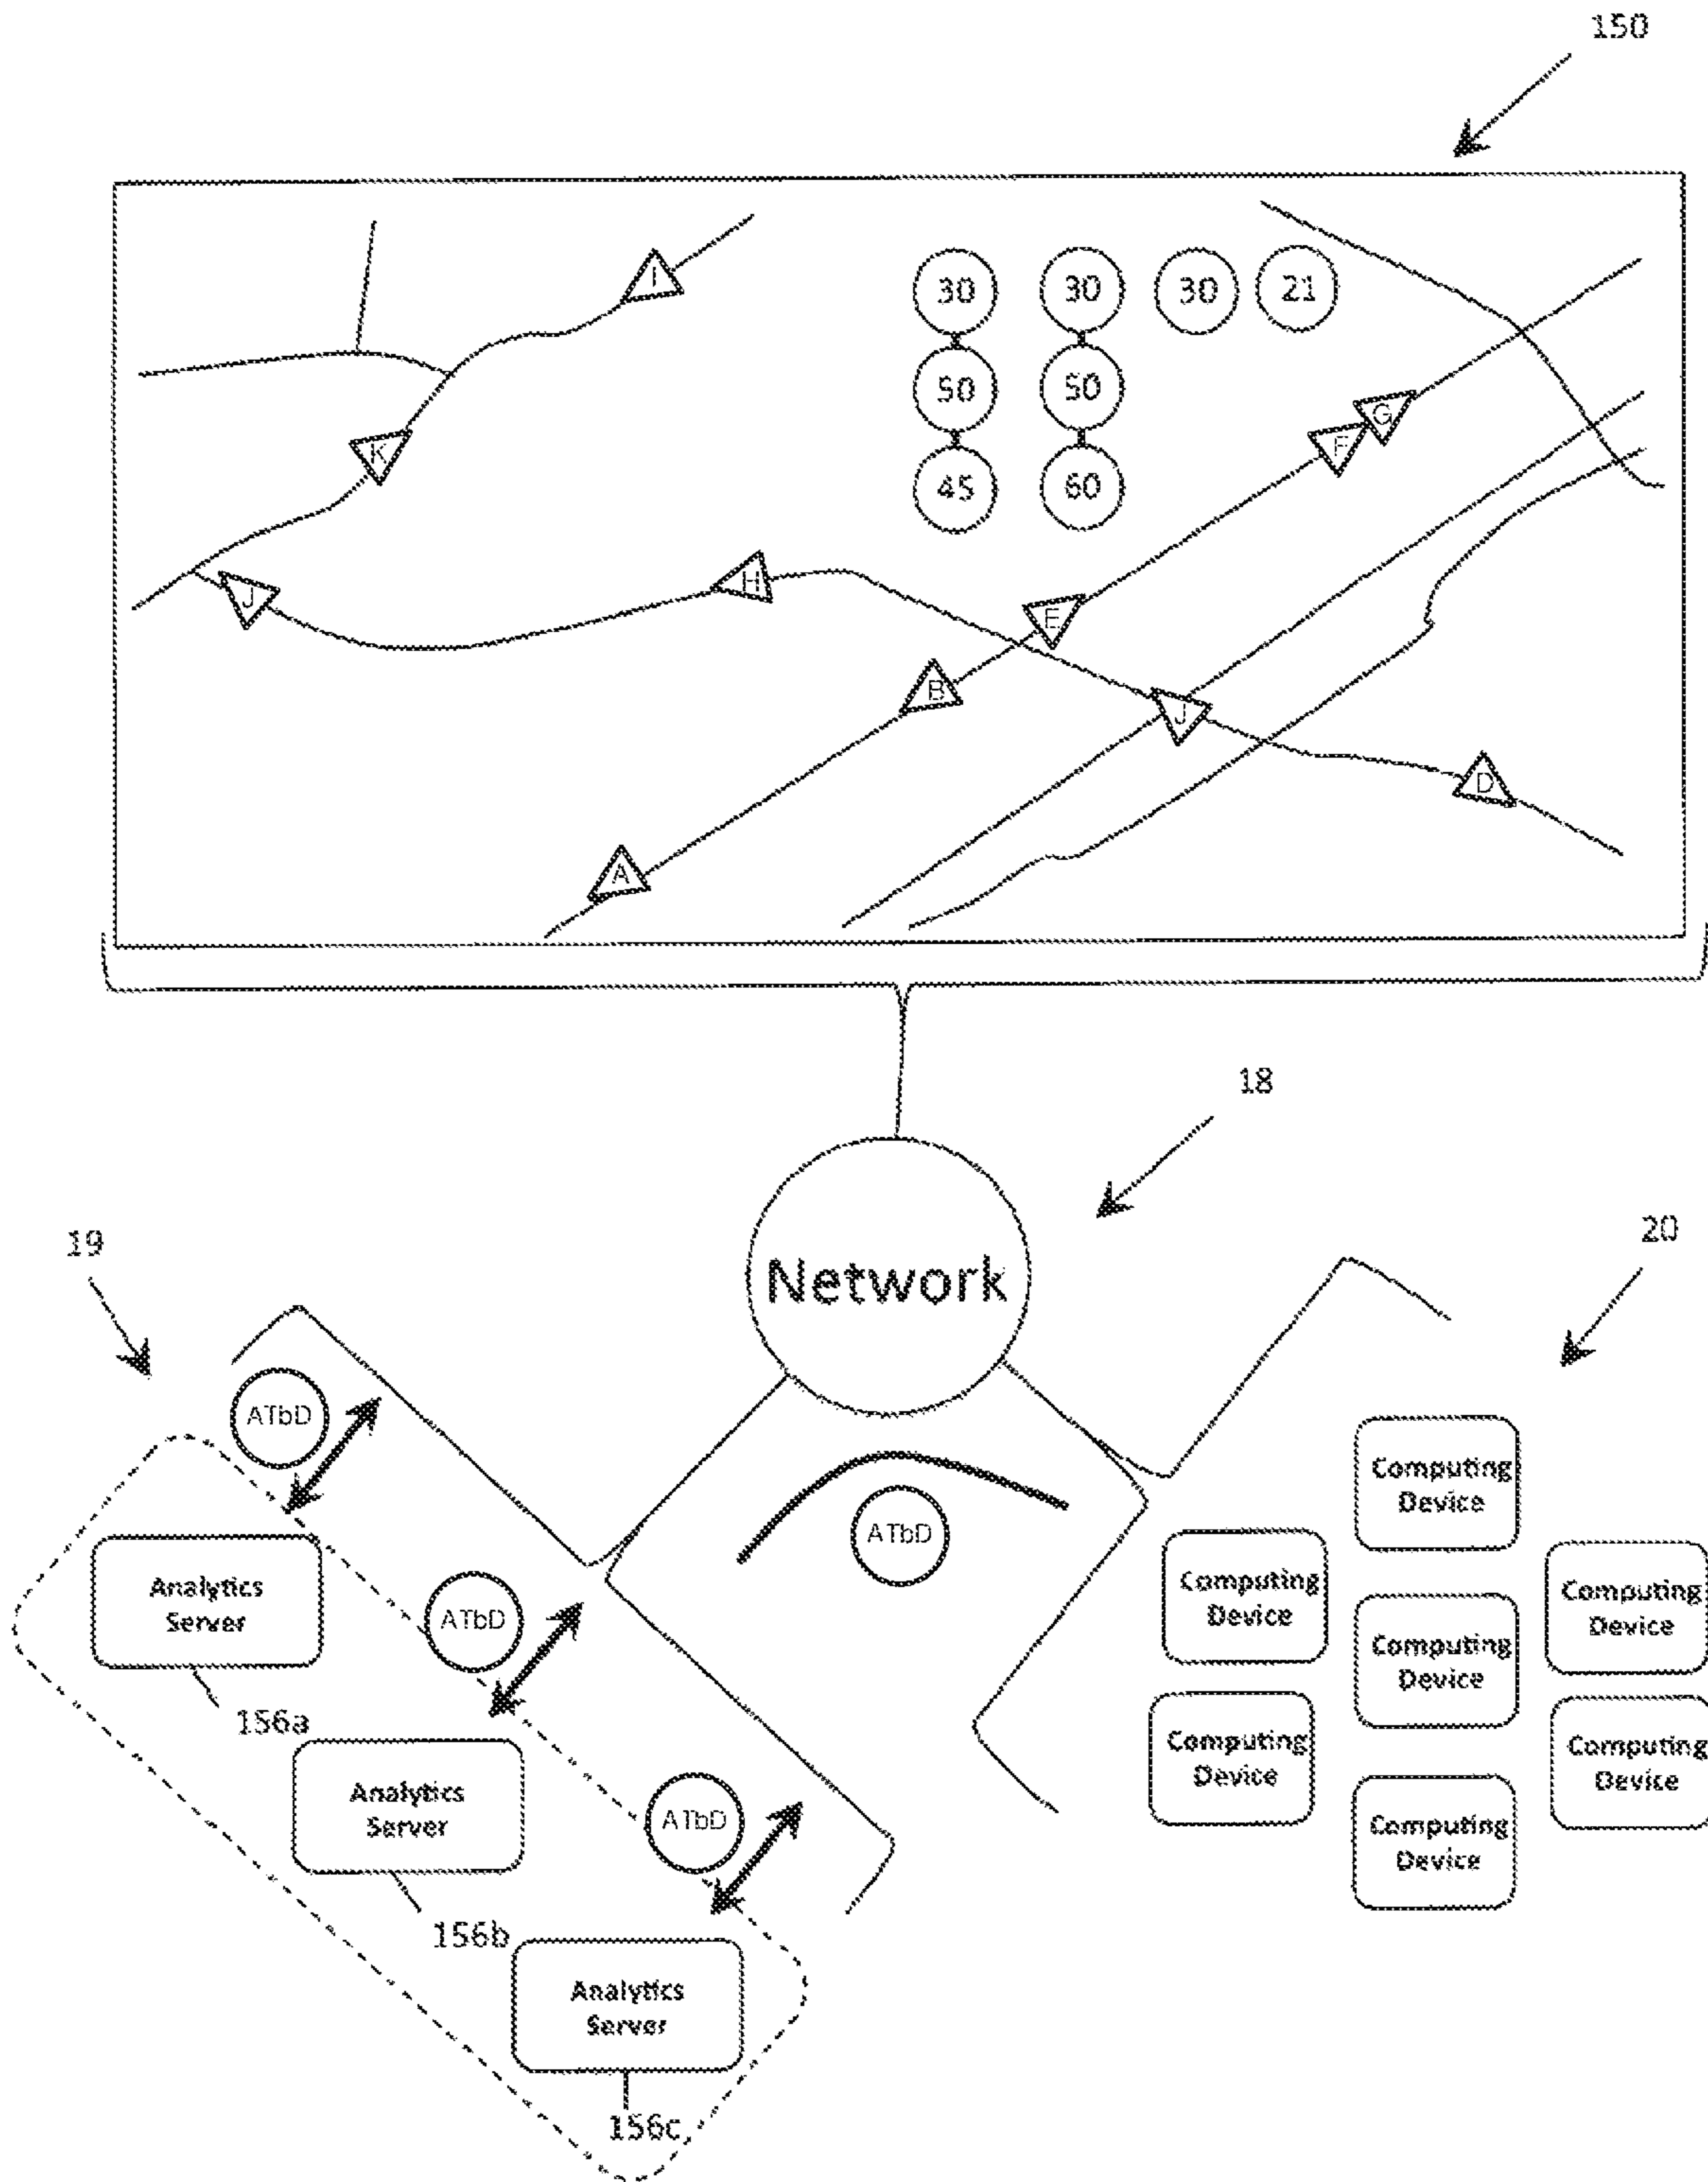 150
I
30
30
30
21
50
50
G
F
K
45
60
H
J
E
B
J
D
A
18
Network
19
20
ATbD
ATbD
Computing
Device
Computing
Device
Computing
Device
Computing
Device
Analytics
Server
ATbD
156a
Computing
Device
Computing
Device
Analytics
Server
ATbD
Computing
Device
156b
Analytics
Server
156c